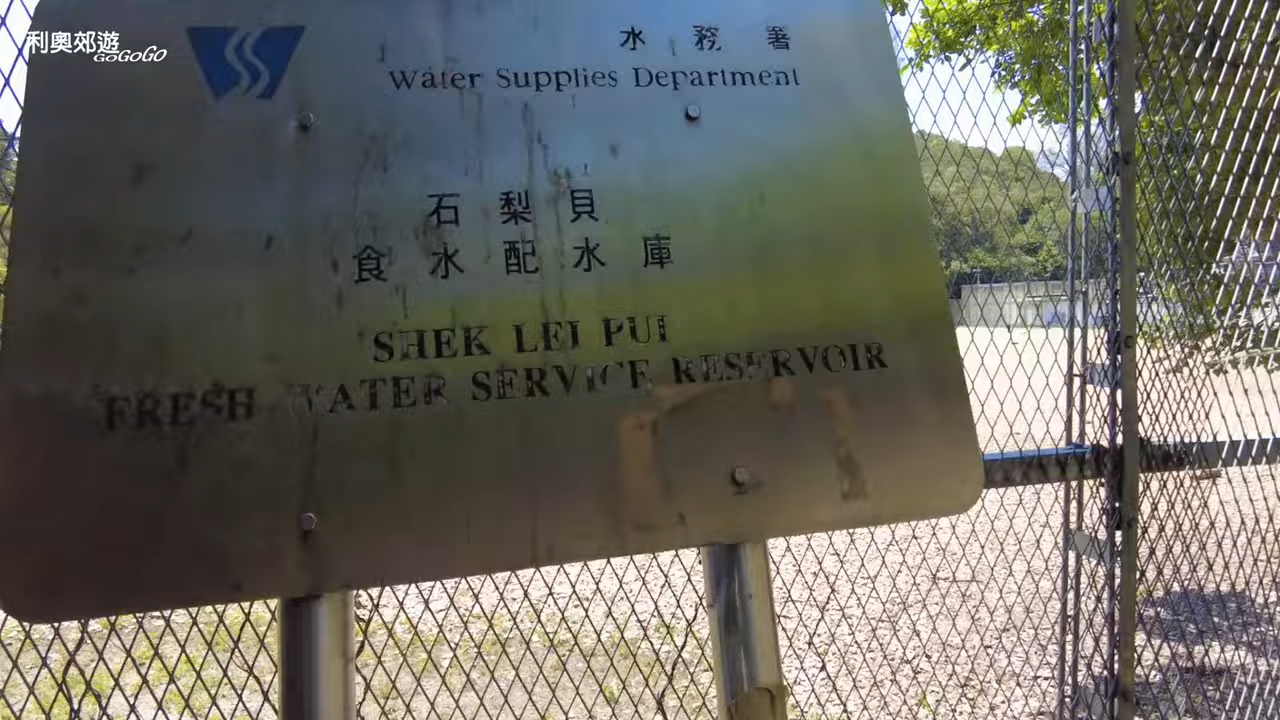 利奧郊遊
GOGOGO
水務署
Water Supplies Department
石梨貝
食水配水庫
SHEK LEI PUI
FRESH WATER SERVICE RESERVOIR